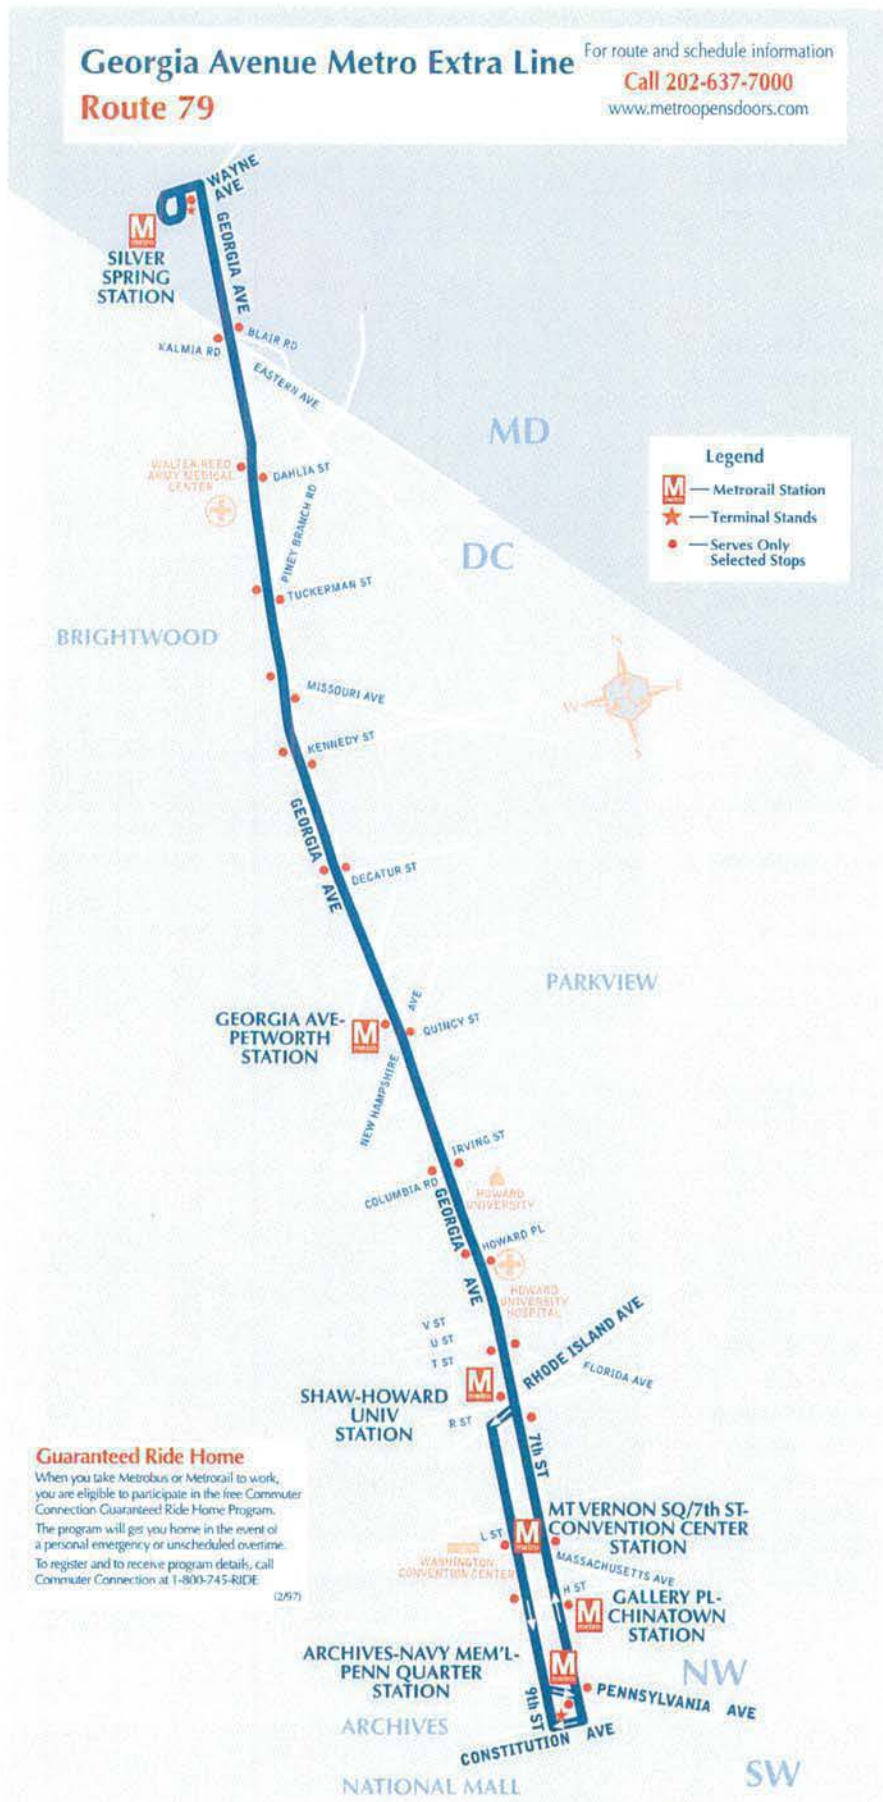 Georgia Avenue Metro Extra Line
Route 79
For route and schedule information
Call 202-637-7000
www.metroopensdoors.com
WAYNE
AVE
M
metro
SILVER
SPRING
STATION
GEORGIA AVE
BLAIR RD
KALMIA RD
EASTERN AVE
MD
Legend
M
Metrorail Station
Terminal Stands
Serves Only
Selected Stops
WALTER REED
ARMY MEDICAL
CENTER
DAHLIA ST
PINEY BRANCH RD
DC
TUCKERMAN ST
BRIGHTWOOD
N
W
E
S
MISSOURI AVE
KENNEDY ST
GEORGIA
AVE
DECATUR ST
PARKVIEW
GEORGIA AVE-
PETWORTH
STATION
M
metro
AVE
QUINCY ST
NEW HAMPSHIRE
IRVING ST
COLUMBIA RD
HOWARD
UNIVERSITY
GEORGIA
AVE
HOWARD PL
HOWARD
UNIVERSITY
HOSPITAL
V ST
U ST
T ST
RHODE ISLAND AVE
FLORIDA AVE
M
metro
SHAW-HOWARD
UNIV
STATION
R ST
7th ST
Guaranteed Ride Home
When you take Metrobus or Metrorail to work,
you are eligible to participate in the free Commuter
Connection Guaranteed Ride Home Program.
The program will get you home in the event of
a personal emergency or unscheduled overtime.
To register and to receive program details, call
Commuter Connection at 1-800-745-RIDE
(2/97)
L ST
M
metro
MT VERNON SQ/7th ST-
CONVENTION CENTER
STATION
WASHINGTON
CONVENTION CENTER
MASSACHUSETTS AVE
H ST
M
metro
GALLERY PL-
CHINATOWN
STATION
ARCHIVES-NAVY MEM'L-
PENN QUARTER
STATION
M
metro
NW
9th ST
PENNSYLVANIA AVE
ARCHIVES
CONSTITUTION AVE
NATIONAL MALL
SW